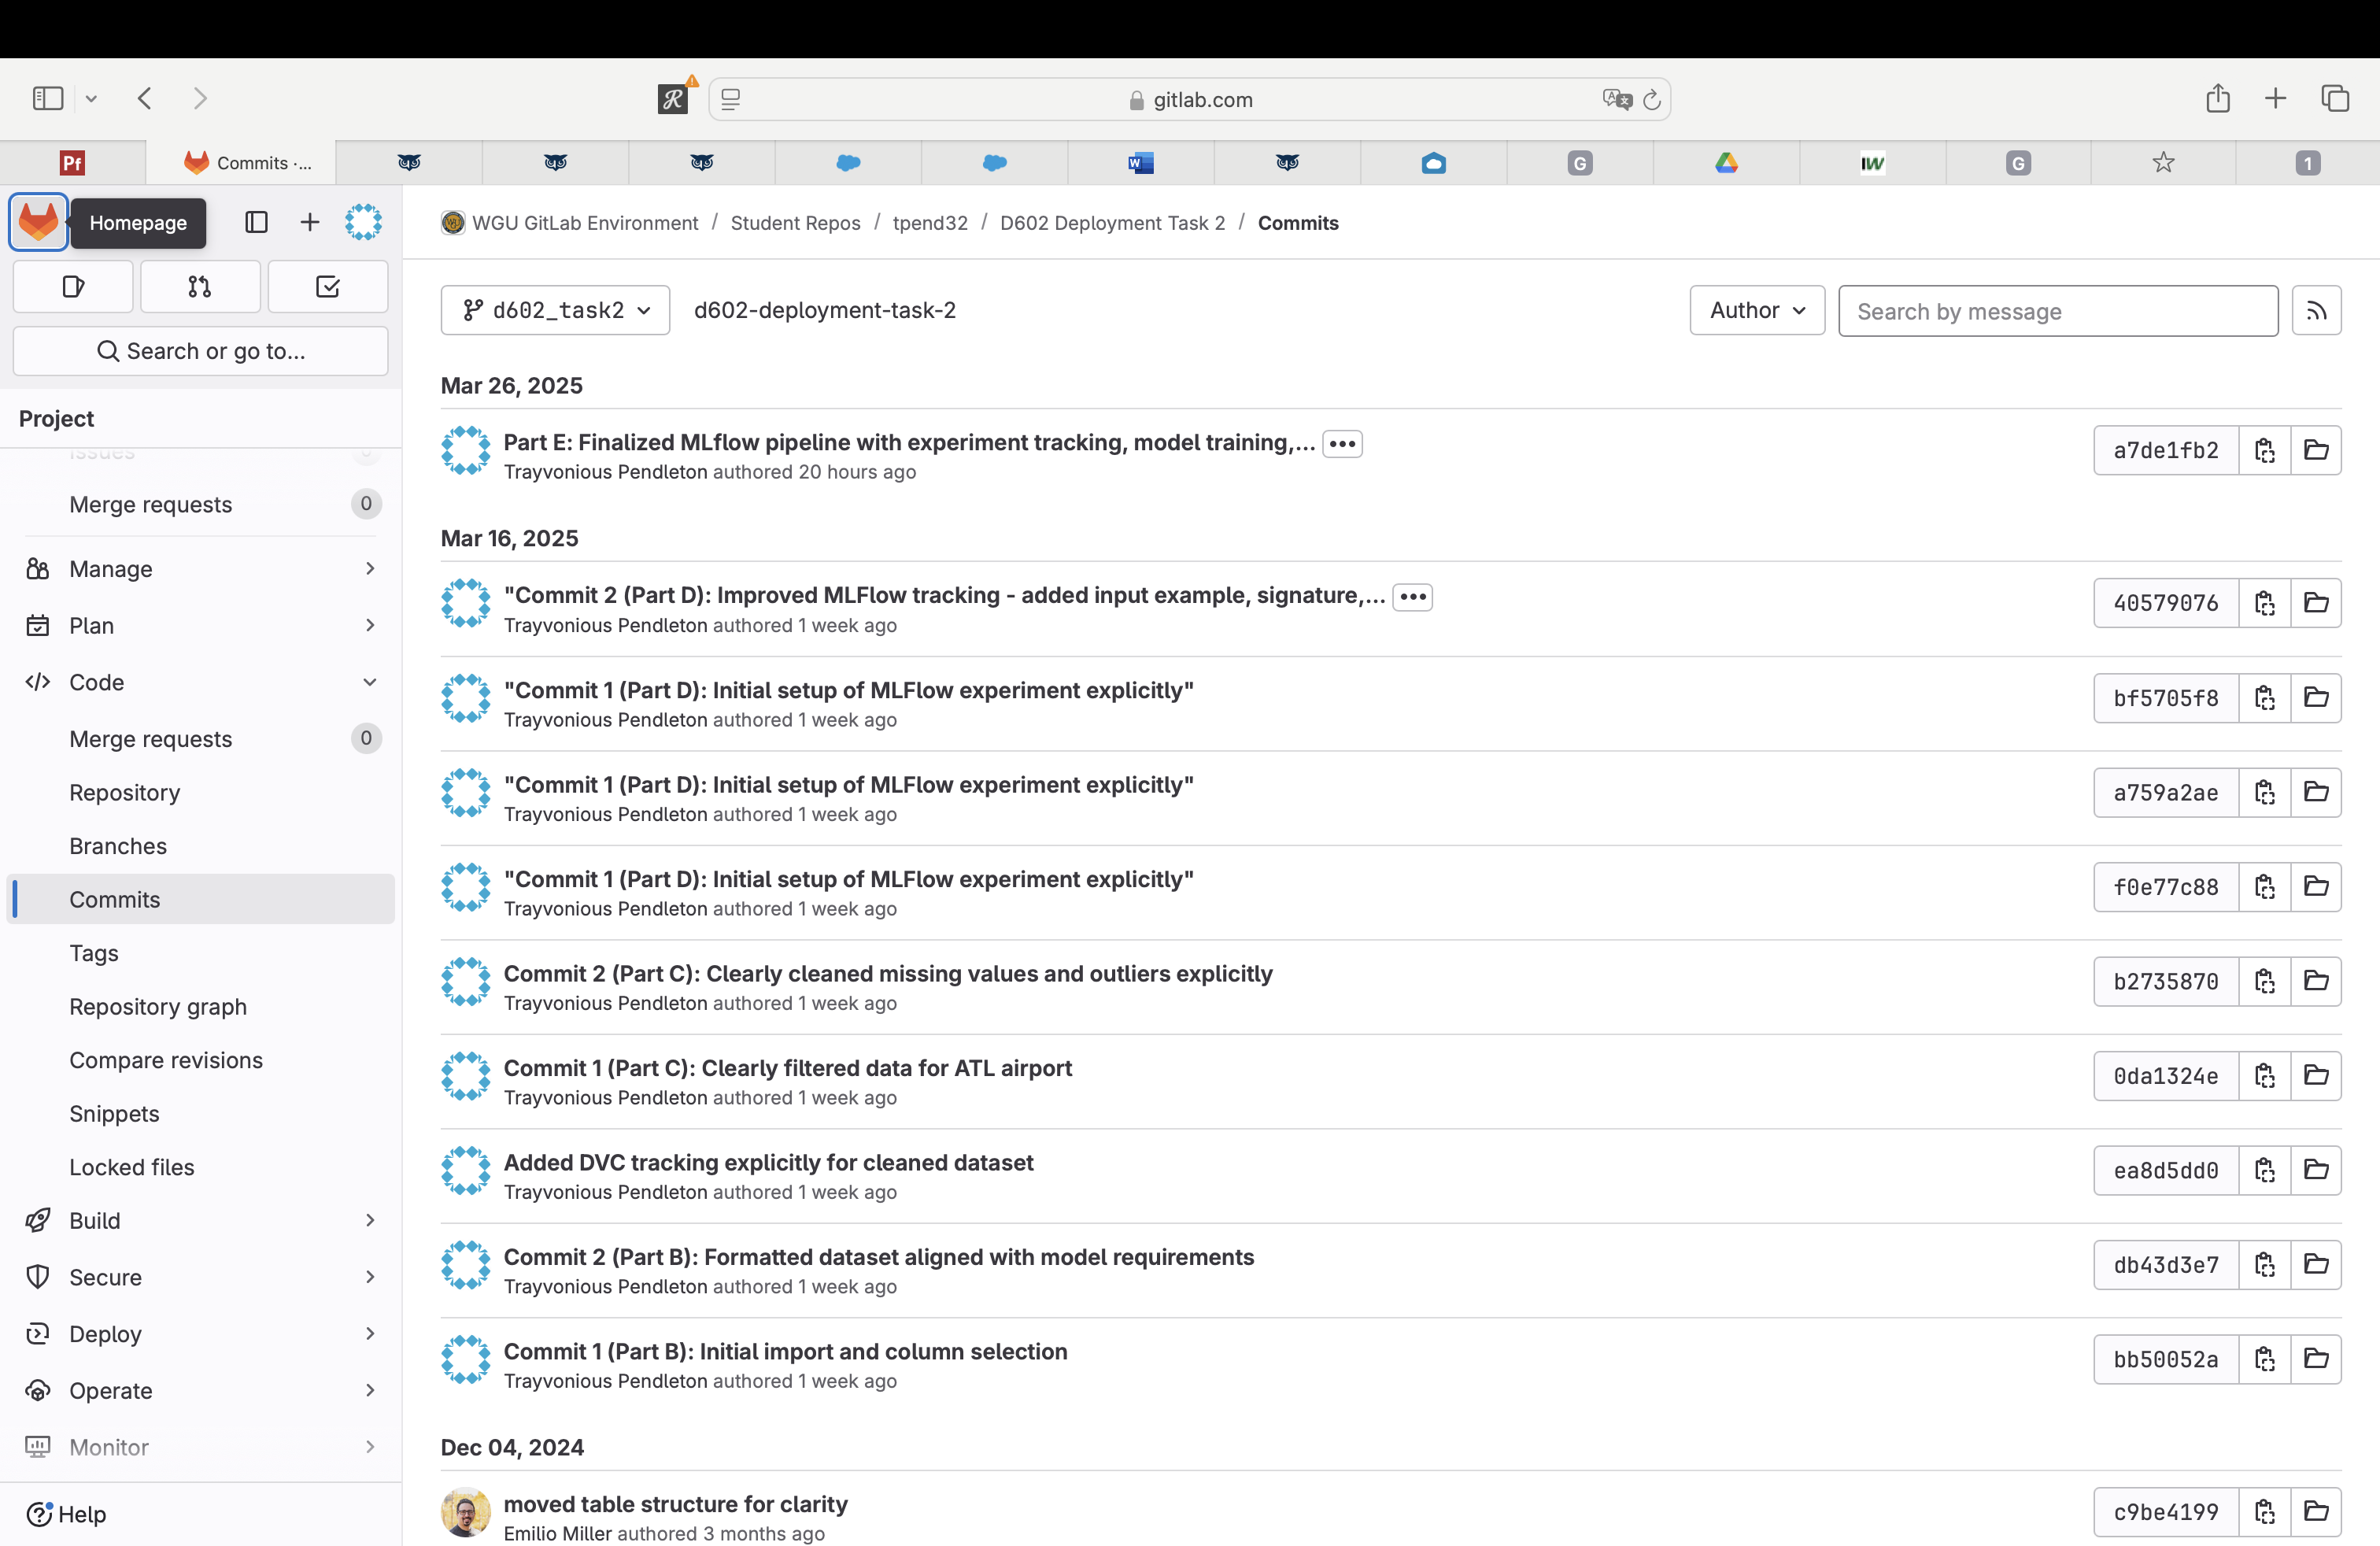 gitlab.com
Pf
Commits ·...
W
G
IW
G
1
Homepage
Search or go to...
Project
Issues
0
Merge requests
0
Manage
Plan
Code
Merge requests
0
Repository
Branches
Commits
Tags
Repository graph
Compare revisions
Snippets
Locked files
Build
Secure
Deploy
Operate
Monitor
Help
WGU GitLab Environment / Student Repos / tpend32 / D602 Deployment Task 2 / Commits
d602_task2
d602-deployment-task-2
Author
Search by message
Mar 26, 2025
Part E: Finalized MLflow pipeline with experiment tracking, model training,...
Trayvonious Pendleton authored 20 hours ago
a7de1fb2
Mar 16, 2025
"Commit 2 (Part D): Improved MLFlow tracking - added input example, signature,...
Trayvonious Pendleton authored 1 week ago
40579076
"Commit 1 (Part D): Initial setup of MLFlow experiment explicitly"
Trayvonious Pendleton authored 1 week ago
bf5705f8
"Commit 1 (Part D): Initial setup of MLFlow experiment explicitly"
Trayvonious Pendleton authored 1 week ago
a759a2ae
"Commit 1 (Part D): Initial setup of MLFlow experiment explicitly"
Trayvonious Pendleton authored 1 week ago
f0e77c88
Commit 2 (Part C): Clearly cleaned missing values and outliers explicitly
Trayvonious Pendleton authored 1 week ago
b2735870
Commit 1 (Part C): Clearly filtered data for ATL airport
Trayvonious Pendleton authored 1 week ago
0da1324e
Added DVC tracking explicitly for cleaned dataset
Trayvonious Pendleton authored 1 week ago
ea8d5dd0
Commit 2 (Part B): Formatted dataset aligned with model requirements
Trayvonious Pendleton authored 1 week ago
db43d3e7
Commit 1 (Part B): Initial import and column selection
Trayvonious Pendleton authored 1 week ago
bb50052a
Dec 04, 2024
moved table structure for clarity
Emilio Miller authored 3 months ago
c9be4199